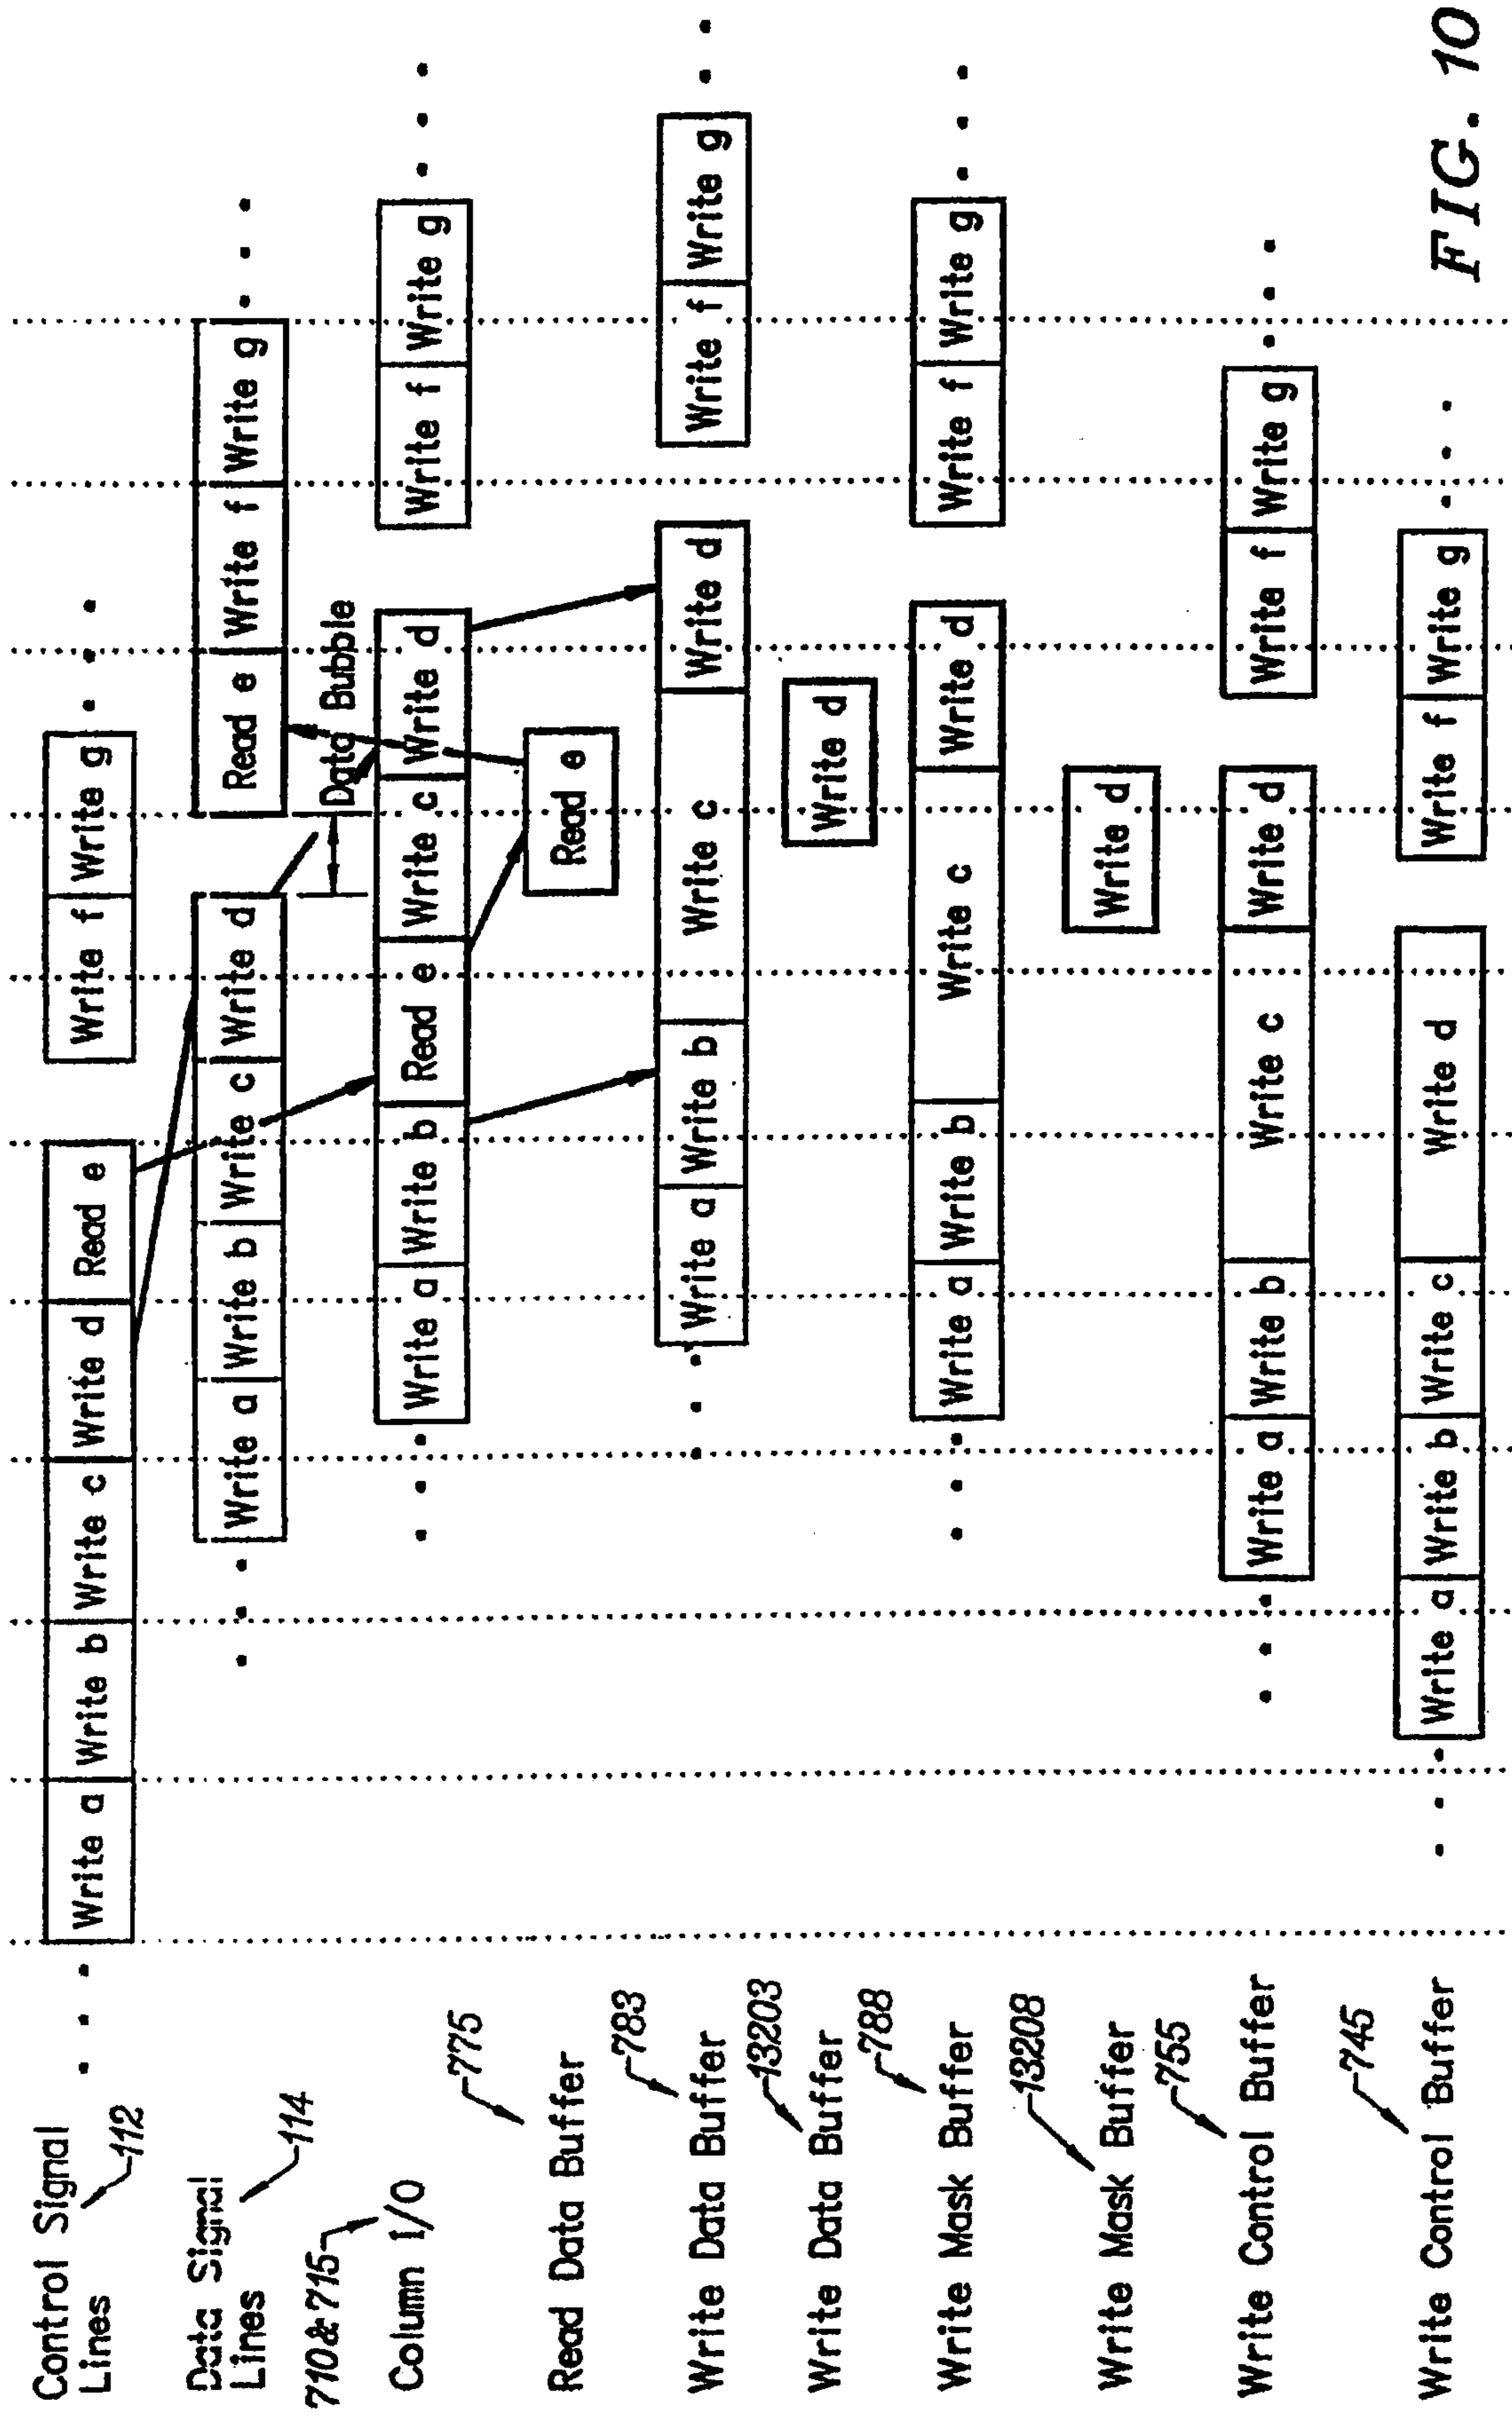 Control Signal
Lines
112
Write a Write b Write c Write d Read e Write f Write g
Data Signal
Lines
114
Write a Write b Write c Write d Read e Write f Write g
Data Bubble
710&715
Column I/O
Write a Write b Read e Write c Write d Write f Write g
775
Read Data Buffer
Read e
783
Write Data Buffer
Write a Write b Write c Write d Write f Write g
13203
Write Data Buffer
Write d
788
Write Mask Buffer
Write a Write b Write c Write d Write f Write g
13208
Write Mask Buffer
Write d
755
Write Control Buffer
Write a Write b Write c Write d Write f Write g
745
Write Control Buffer
Write a Write b Write c Write d Write f Write g
FIG. 10